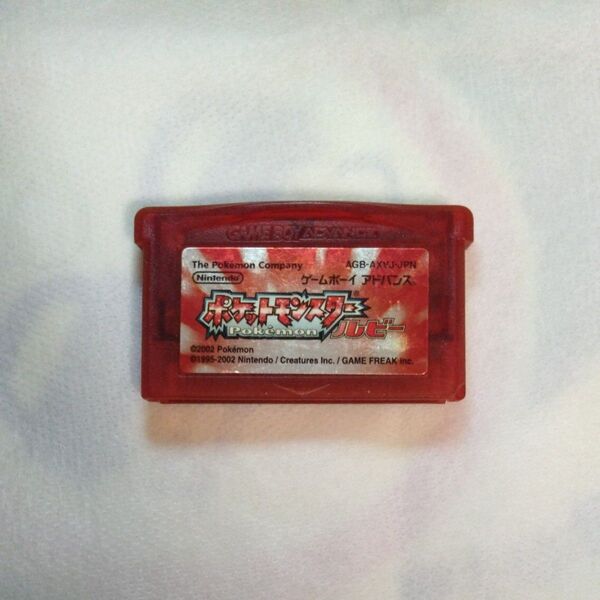 GAME BOY ADVANCE
The Pokémon Company AGB-AXVJ-JPN
Nintendo ゲームボーイ アドバンス
ポケットモンスター
Pokémon ルビー
©2002 Pokémon
©1995-2002 Nintendo / Creatures Inc. / GAME FREAK inc.